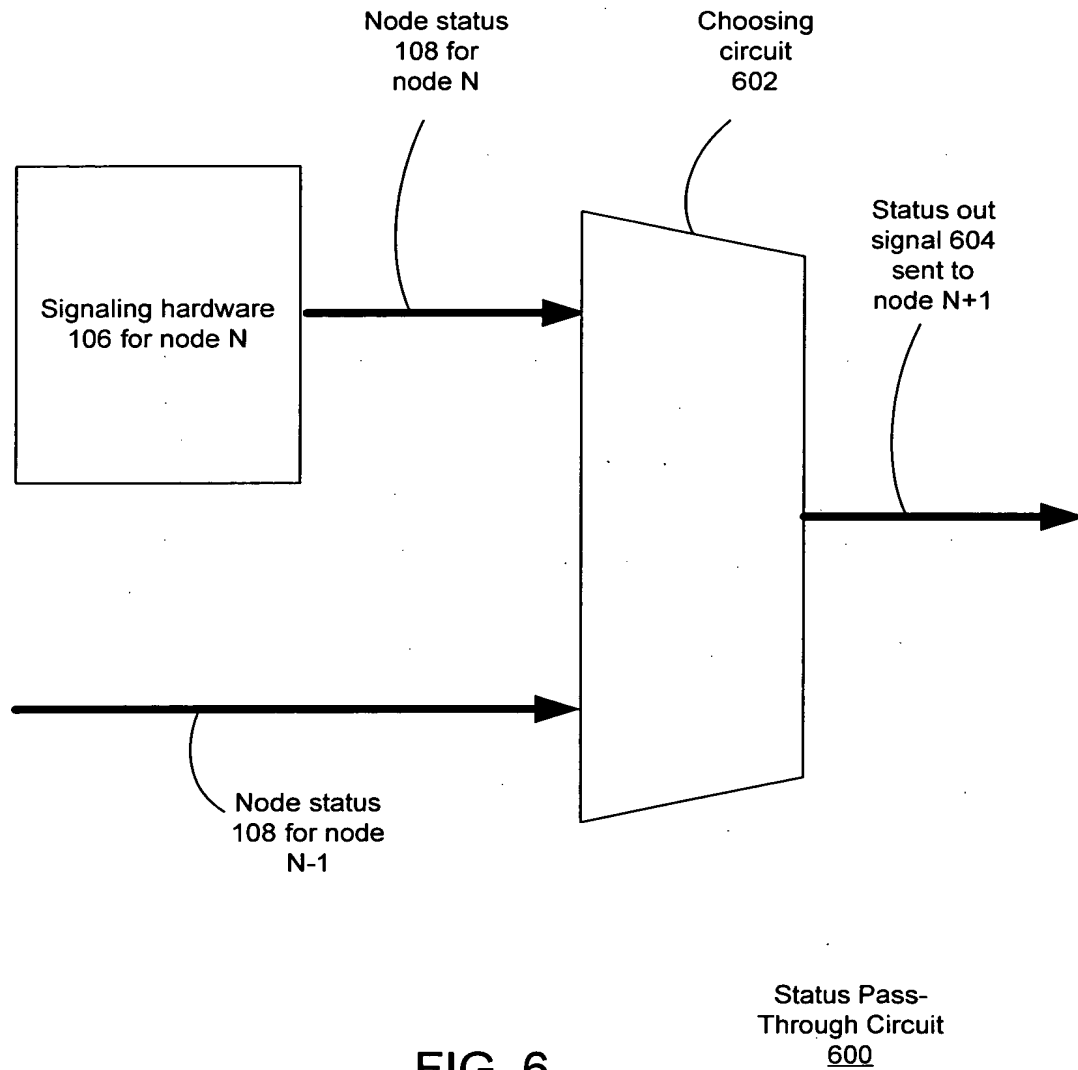 Node status
108 for
node N
Choosing
circuit
602
Status out
signal 604
sent to
node N+1
Signaling hardware
106 for node N
Node status
108 for node
N-1
Status Pass-
Through Circuit
600
FIG. 6